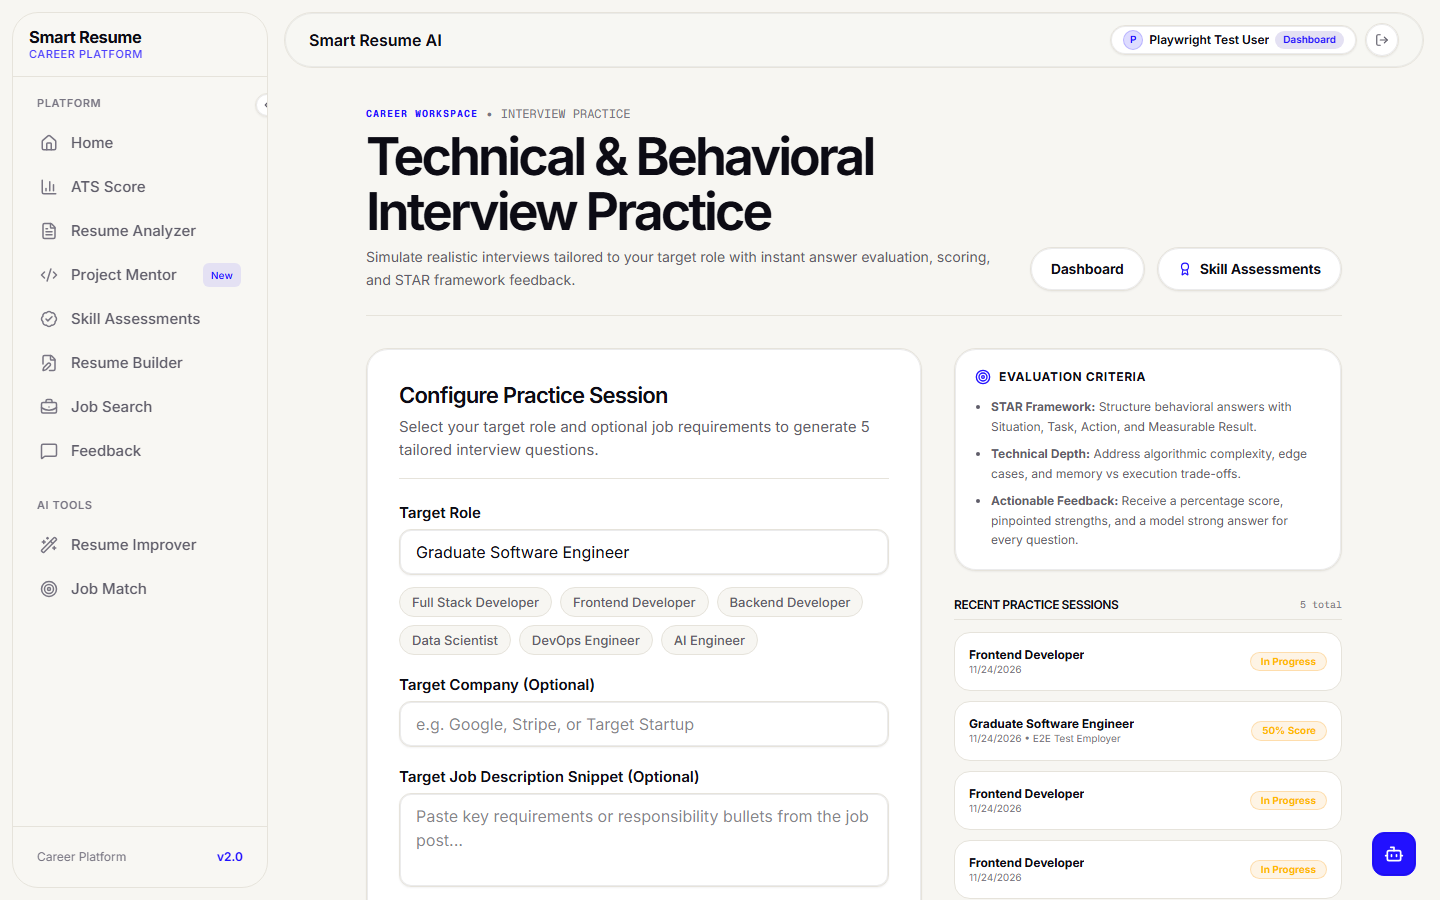 Smart Resume
CAREER PLATFORM
PLATFORM
Home
ATS Score
Resume Analyzer
Project Mentor New
Skill Assessments
Resume Builder
Job Search
Feedback
AI TOOLS
Resume Improver
Job Match
Career Platform v2.0
Smart Resume AI
P Playwright Test User Dashboard
CAREER WORKSPACE • INTERVIEW PRACTICE
Technical & Behavioral
Interview Practice
Simulate realistic interviews tailored to your target role with instant answer evaluation, scoring,
and STAR framework feedback.
Dashboard
Skill Assessments
Configure Practice Session
Select your target role and optional job requirements to generate 5
tailored interview questions.
Target Role
Graduate Software Engineer
Full Stack Developer Frontend Developer Backend Developer
Data Scientist DevOps Engineer AI Engineer
Target Company (Optional)
e.g. Google, Stripe, or Target Startup
Target Job Description Snippet (Optional)
Paste key requirements or responsibility bullets from the job
post...
EVALUATION CRITERIA
• STAR Framework: Structure behavioral answers with
Situation, Task, Action, and Measurable Result.
• Technical Depth: Address algorithmic complexity, edge
cases, and memory vs execution trade-offs.
• Actionable Feedback: Receive a percentage score,
pinpointed strengths, and a model strong answer for
every question.
RECENT PRACTICE SESSIONS 5 total
Frontend Developer
11/24/2026
In Progress
Graduate Software Engineer
11/24/2026 • E2E Test Employer
50% Score
Frontend Developer
11/24/2026
In Progress
Frontend Developer
11/24/2026
In Progress